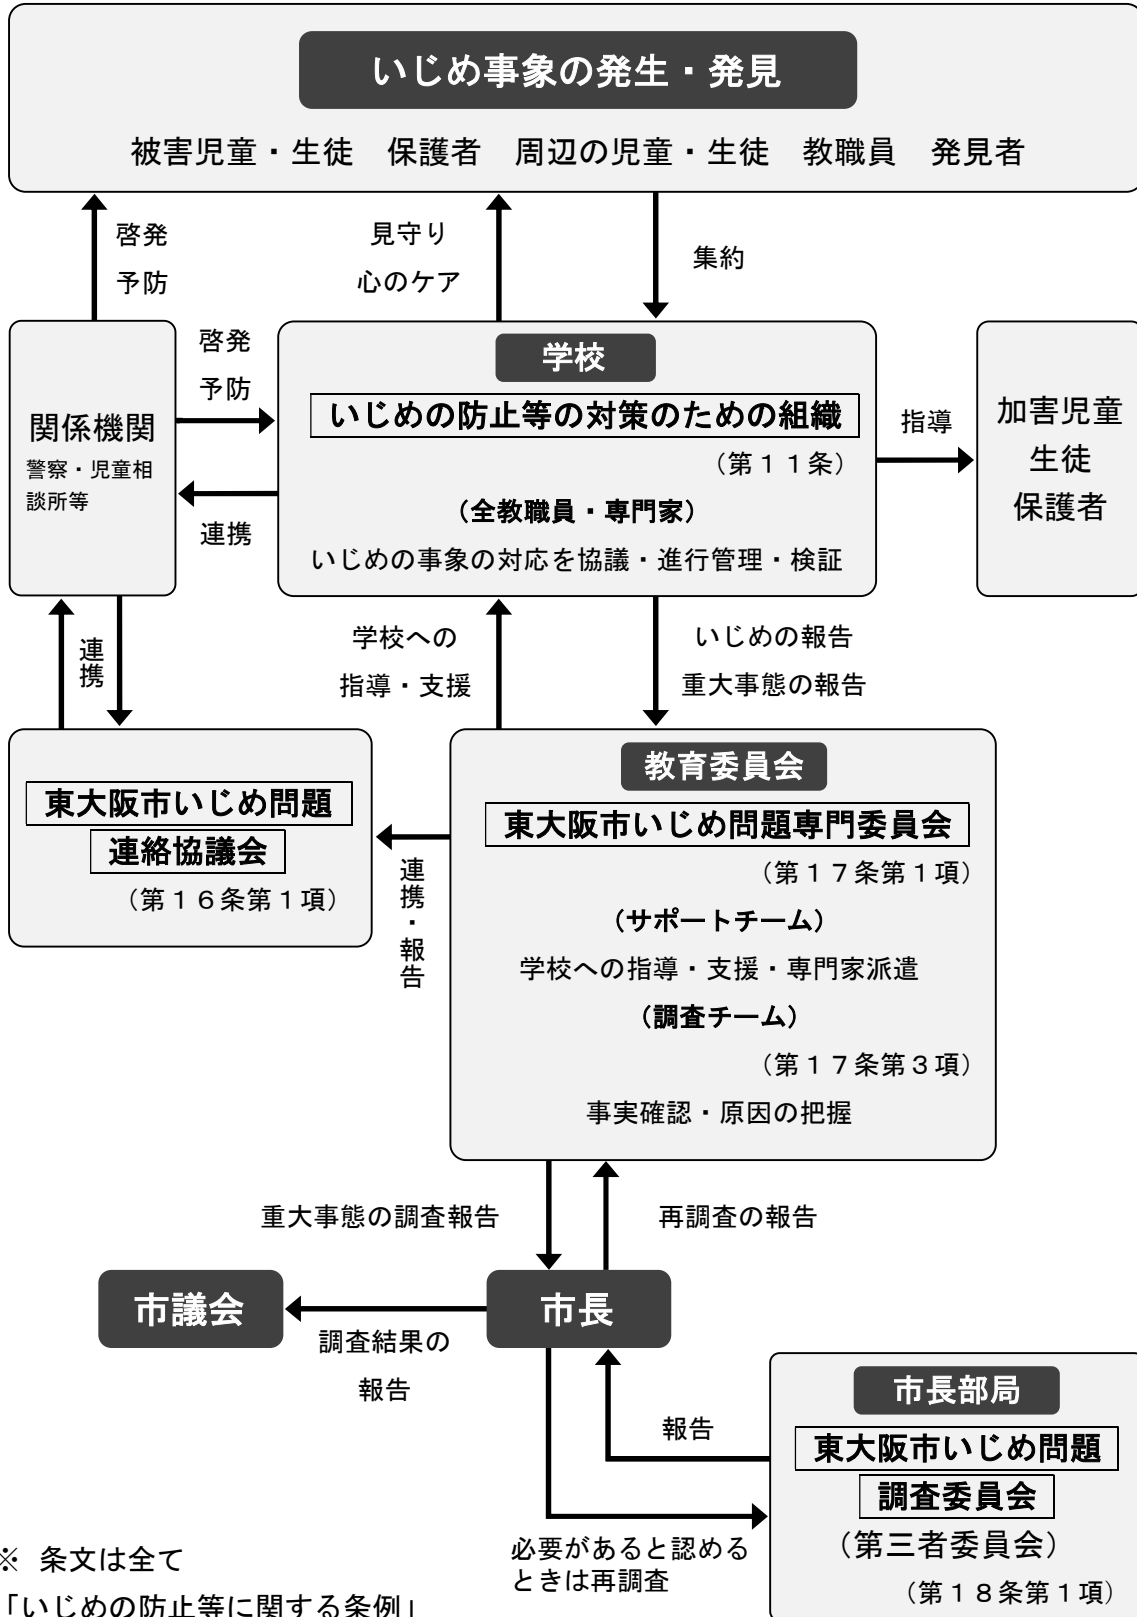 いじめ事象の発生・発見
被害児童・生徒　保護者　周辺の児童・生徒　教職員　発見者
啓発
予防
見守り
心のケア
集約
関係機関
警察・児童相
談所等
啓発
予防
連携
学校
いじめの防止等の対策のための組織
（第１１条）
（全教職員・専門家）
いじめの事象の対応を協議・進行管理・検証
指導
加害児童
生徒
保護者
連携
学校への
指導・支援
いじめの報告
重大事態の報告
東大阪市いじめ問題
連絡協議会
（第１６条第１項）
連携・報告
教育委員会
東大阪市いじめ問題専門委員会
（第１７条第１項）
（サポートチーム）
学校への指導・支援・専門家派遣
（調査チーム）
（第１７条第３項）
事実確認・原因の把握
重大事態の調査報告
再調査の報告
市議会
市長
調査結果の
報告
報告
市長部局
東大阪市いじめ問題
調査委員会
（第三者委員会）
（第１８条第１項）
必要があると認める
ときは再調査
※ 条文は全て
「いじめの防止等に関する条例」